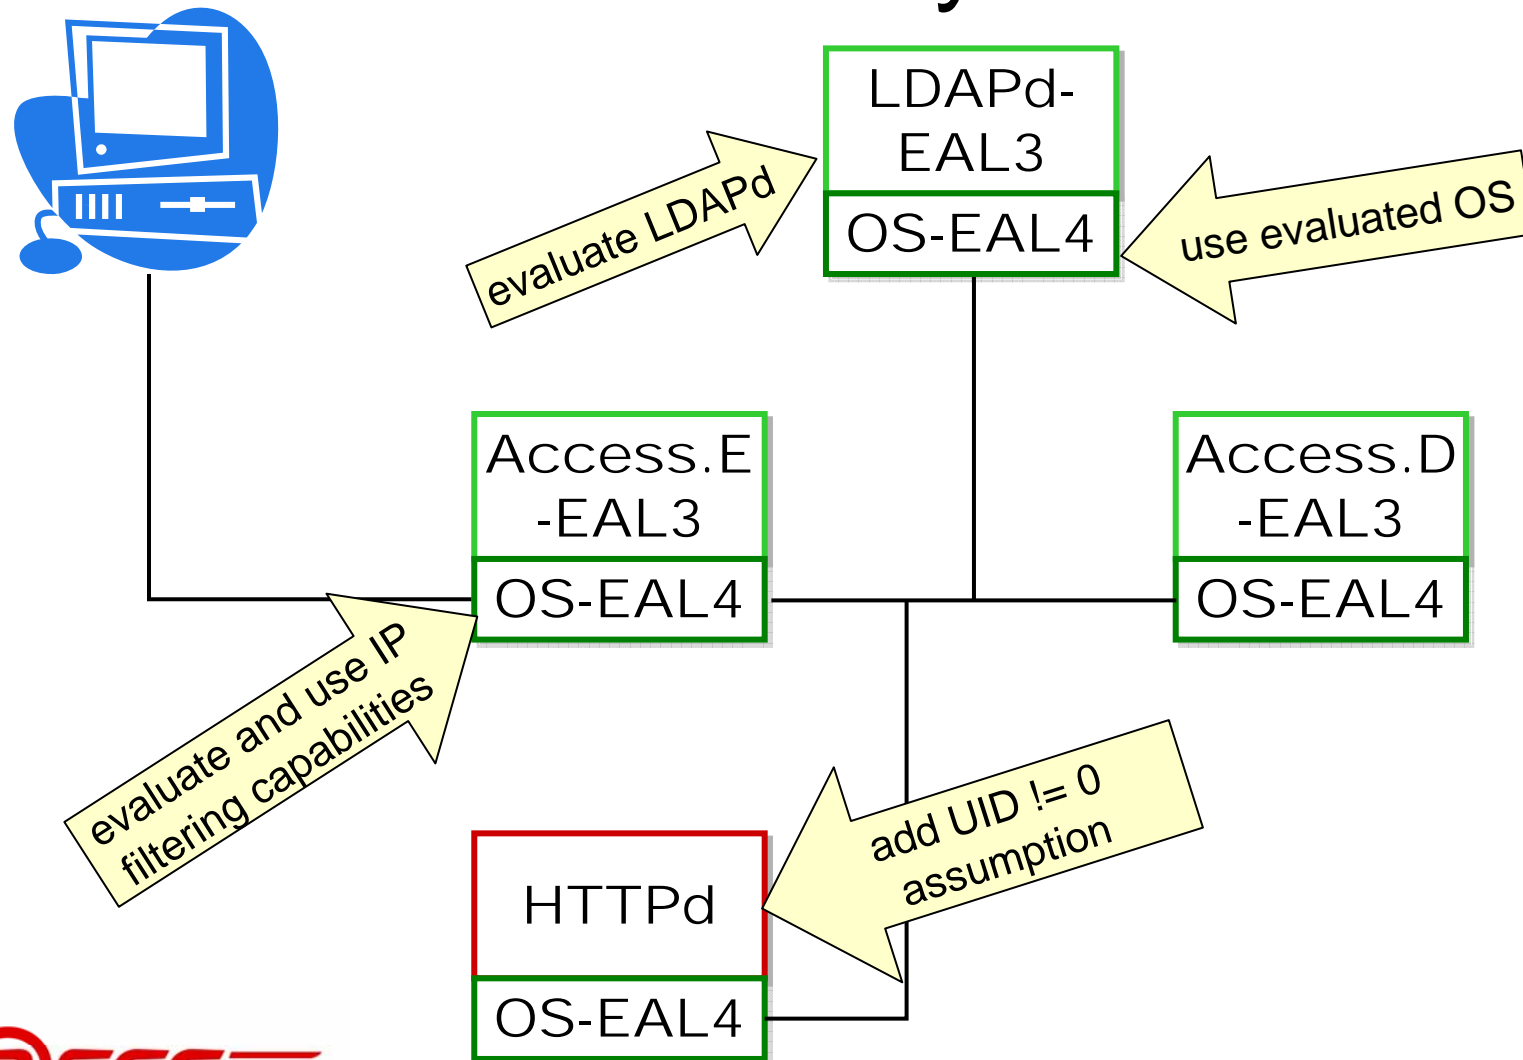 LDAPd-
EAL3
OS-EAL4
evaluate LDAPd
use evaluated OS
Access.E
-EAL3
OS-EAL4
Access.D
-EAL3
OS-EAL4
evaluate and use IP
filtering capabilities
add UID != 0
assumption
HTTPd
OS-EAL4